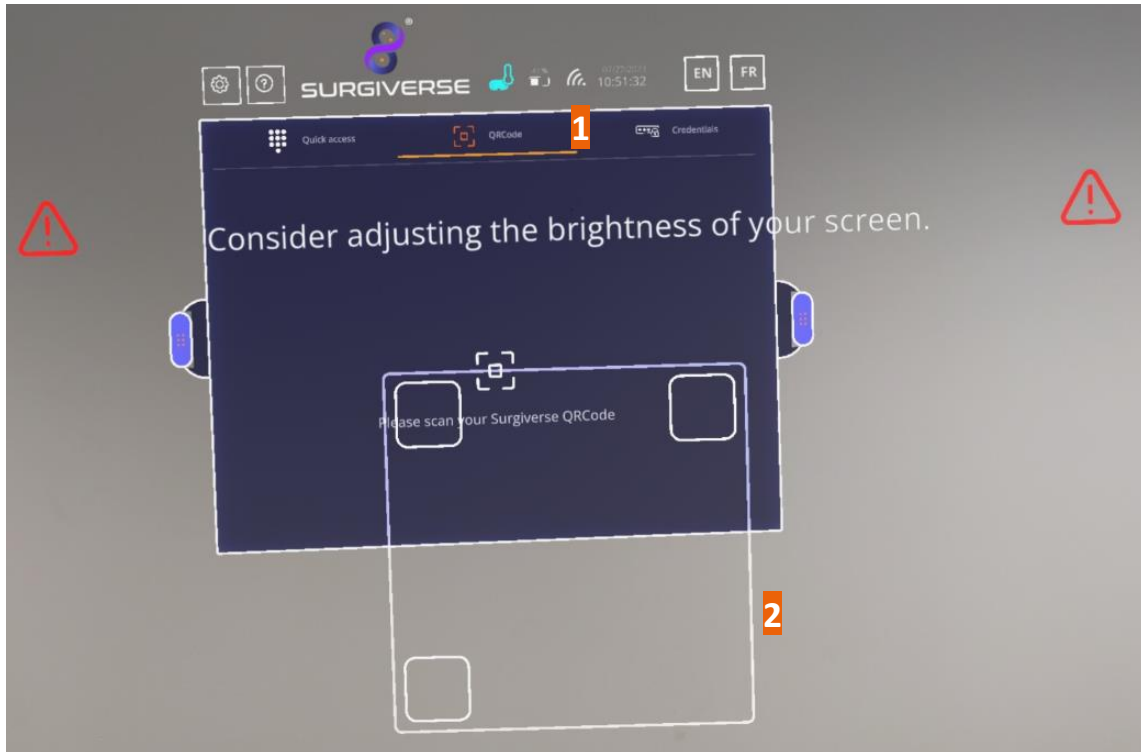 ®
SURGIVERSE
10:51:32
EN
FR
Quick access
QRCode
1
Credentials
Consider adjusting the brightness of your screen.
Please scan your Surgiverse QRCode
2